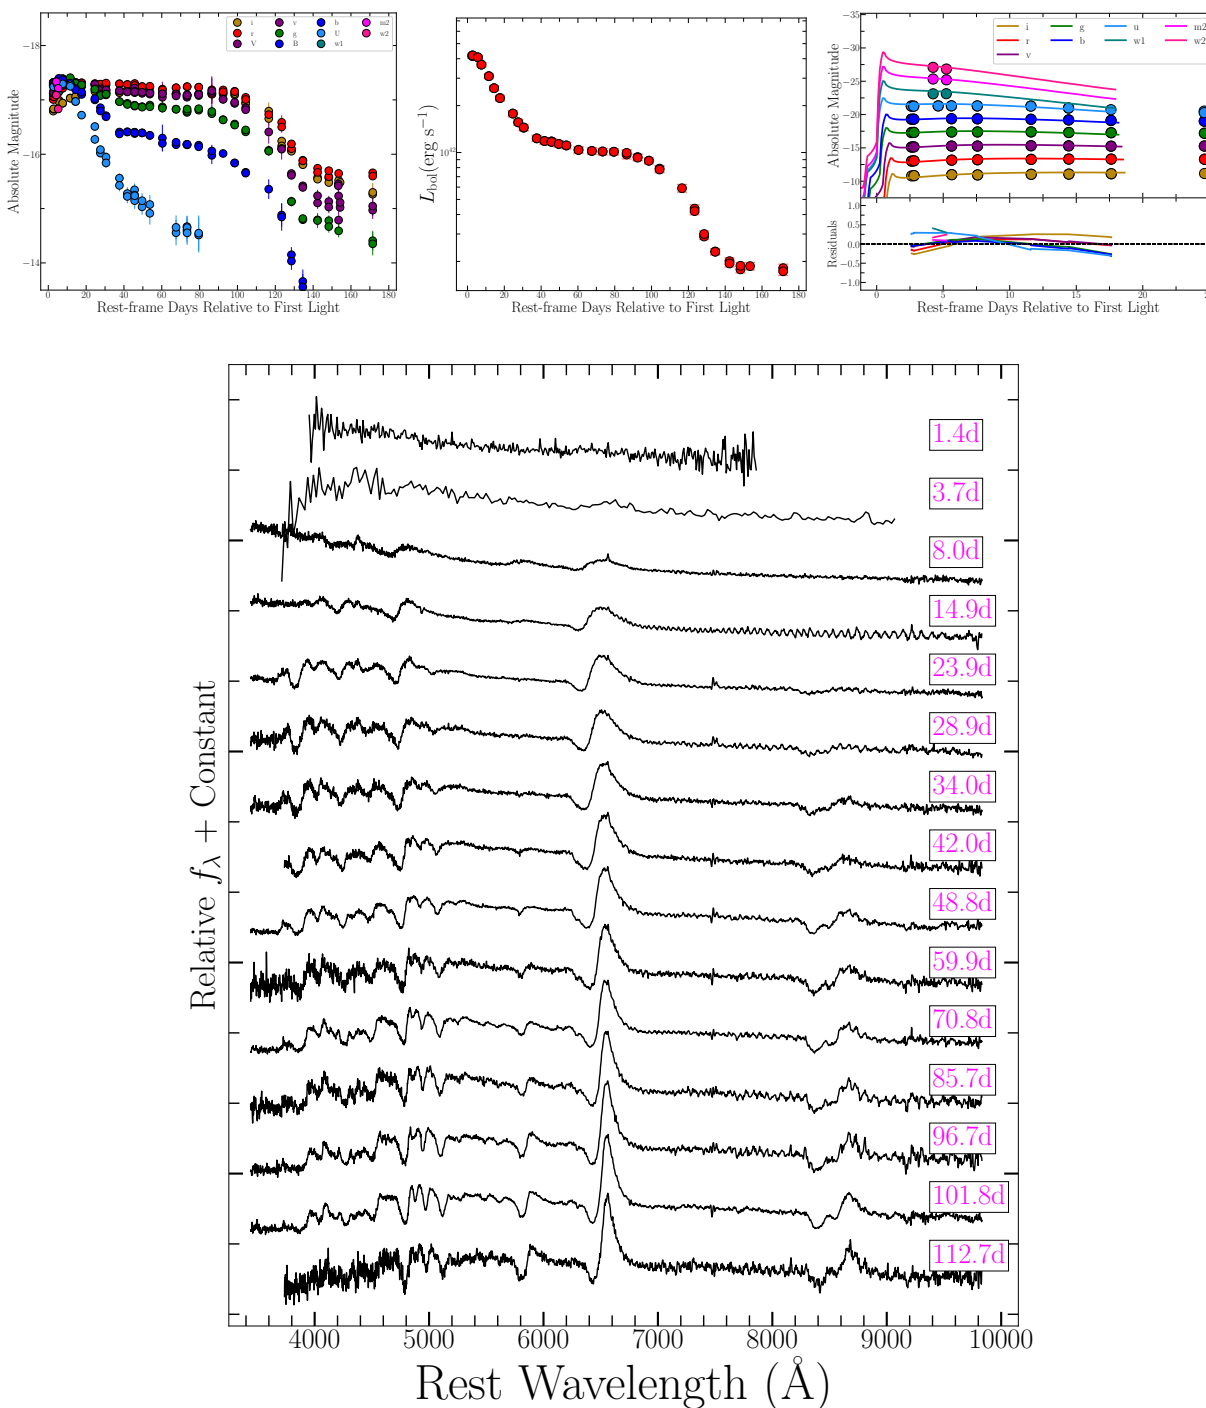 i v b m2
r g U w2
V B w1
−18
−16
−14
Absolute Magnitude
0 20 40 60 80 100 120 140 160 180
Rest-frame Days Relative to First Light
L_bol(erg s⁻¹)
10⁴²
0 20 40 60 80 100 120 140 160 180
Rest-frame Days Relative to First Light
i g u m2
r b w1 w2
v
−35
−30
−25
−20
−15
−10
Absolute Magnitude
1.0
0.5
0.0
−0.5
−1.0
Residuals
0 5 10 15 20
Rest-frame Days Relative to First Light
1.4d
3.7d
8.0d
14.9d
23.9d
28.9d
34.0d
42.0d
48.8d
59.9d
70.8d
85.7d
96.7d
101.8d
112.7d
Relative f_λ + Constant
4000 5000 6000 7000 8000 9000 10000
Rest Wavelength (Å)